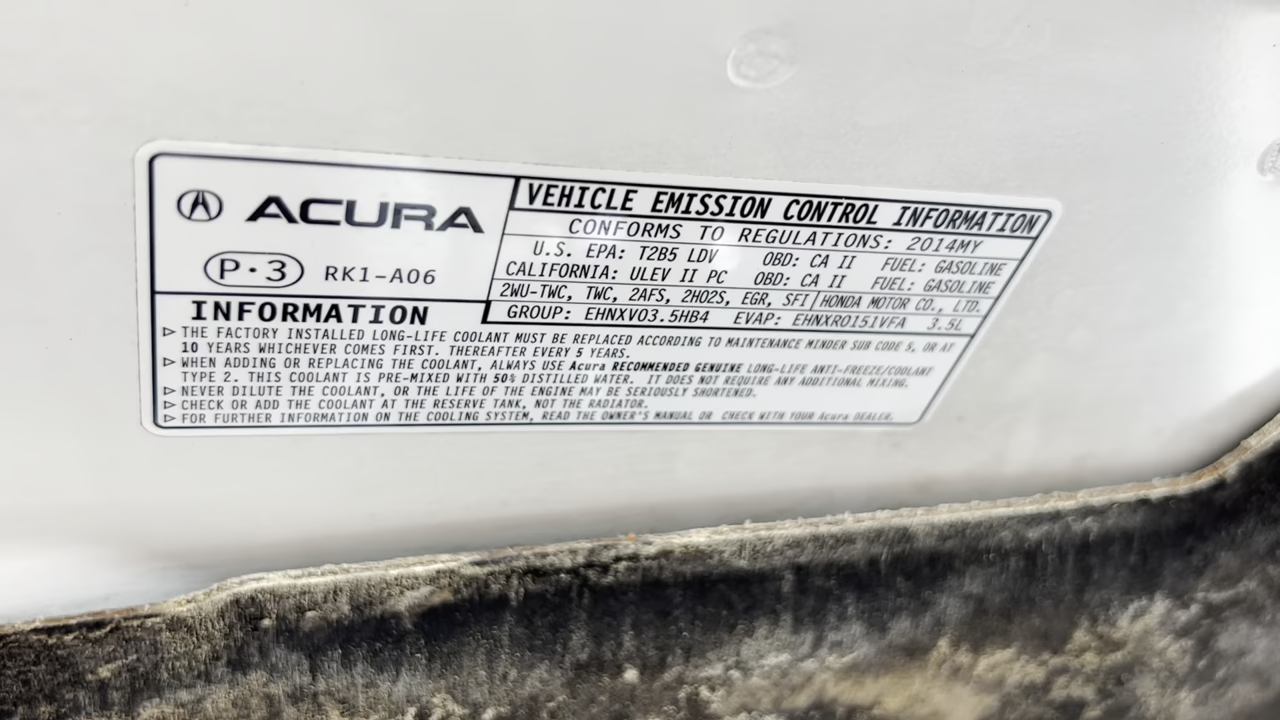 ACURA
P·3 RK1-A06
VEHICLE EMISSION CONTROL INFORMATION
CONFORMS TO REGULATIONS: 2014MY
U.S. EPA: T2B5 LDV OBD: CA II FUEL: GASOLINE
CALIFORNIA: ULEV II PC OBD: CA II FUEL: GASOLINE
2WU-TWC, TWC, 2AFS, 2HO2S, EGR, SFI/HONDA MOTOR CO., LTD.
GROUP: EHNXV03.5HB4 EVAP: EHNXR0151VFA 3.5L
INFORMATION
▷ THE FACTORY INSTALLED LONG-LIFE COOLANT MUST BE REPLACED ACCORDING TO MAINTENANCE MINDER SUB CODE 5, OR AT
10 YEARS WHICHEVER COMES FIRST. THEREAFTER EVERY 5 YEARS.
▷ WHEN ADDING OR REPLACING THE COOLANT, ALWAYS USE Acura RECOMMENDED GENUINE LONG-LIFE ANTI-FREEZE/COOLANT
TYPE 2. THIS COOLANT IS PRE-MIXED WITH 50% DISTILLED WATER. IT DOES NOT REQUIRE ANY ADDITIONAL MIXING.
▷ NEVER DILUTE THE COOLANT, OR THE LIFE OF THE ENGINE MAY BE SERIOUSLY SHORTENED.
▷ CHECK OR ADD THE COOLANT AT THE RESERVE TANK, NOT THE RADIATOR.
▷ FOR FURTHER INFORMATION ON THE COOLING SYSTEM, READ THE OWNER'S MANUAL OR CHECK WITH YOUR Acura DEALER.